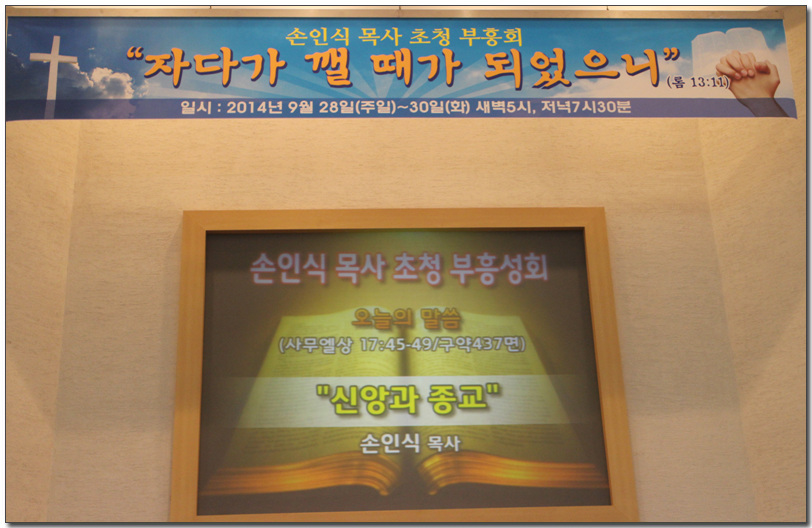 손인식 목사 초청 부흥회
“자다가 깰 때가 되었으니”
(롬 13:11)
일시 : 2014년 9월 28일(주일)~30일(화) 새벽5시, 저녁7시30분
손인식 목사 초청 부흥성회
오늘의 말씀
(사무엘상 17:45-49/구약437면)
"신앙과 종교"
손인식 목사